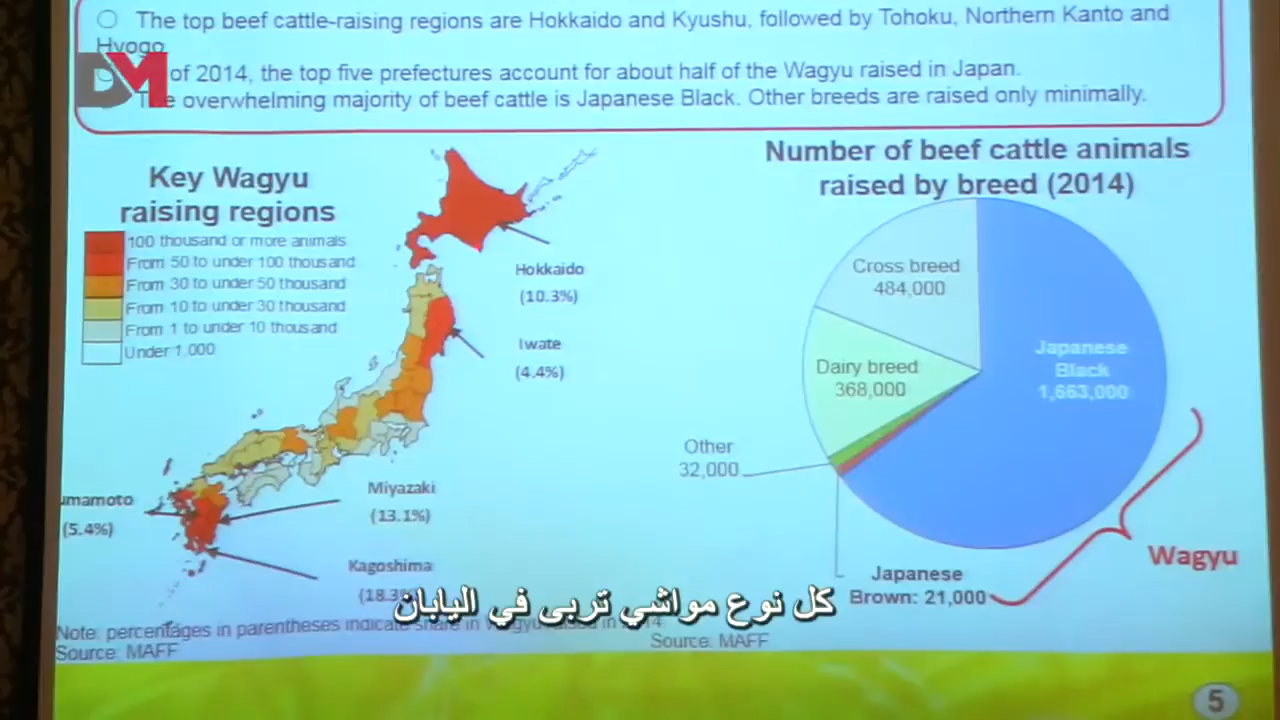 The top beef cattle-raising regions are Hokkaido and Kyushu, followed by Tohoku, Northern Kanto and
Hyogo
DM
of 2014, the top five prefectures account for about half of the Wagyu raised in Japan.
overwhelming majority of beef cattle is Japanese Black. Other breeds are raised only minimally.
Key Wagyu
raising regions
100 thousand or more animals
From 50 to under 100 thousand
From 30 to under 50 thousand
From 10 to under 30 thousand
From 1 to under 10 thousand
Under 1,000
Hokkaido
(10.3%)
Iwate
(4.4%)
Miyazaki
(13.1%)
umamoto
(5.4%)
Kagoshima
(18.3
Note: percentages in parentheses indicate share in Wagyu raised in
Source: MAFF
Number of beef cattle animals
raised by breed (2014)
Cross breed
484,000
Japanese
Black
1,663,000
Dairy breed
368,000
Other
32,000
Japanese
Brown: 21,000
Wagyu
Source: MAFF
كل نوع مواشي تربى في اليابان
5